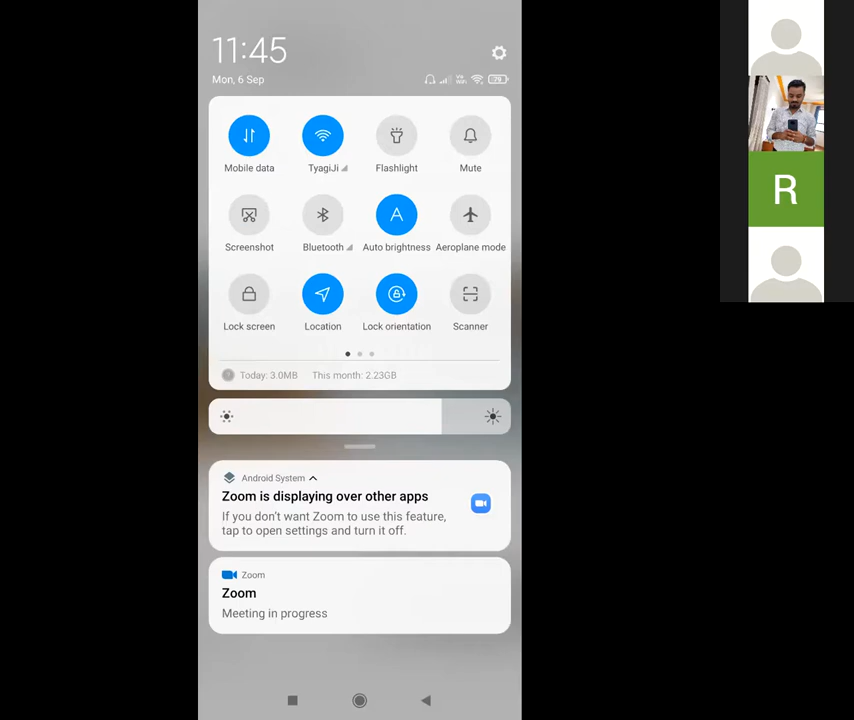 11:45
Mon, 6 Sep
79
Mobile data
TyagiJi
Flashlight
Mute
Screenshot
Bluetooth
A
Auto brightness
Aeroplane mode
Lock screen
Location
Lock orientation
Scanner
Today: 3.0MB This month: 2.23GB
Android System
Zoom is displaying over other apps
If you don't want Zoom to use this feature,
tap to open settings and turn it off.
Zoom
Zoom
Meeting in progress
R